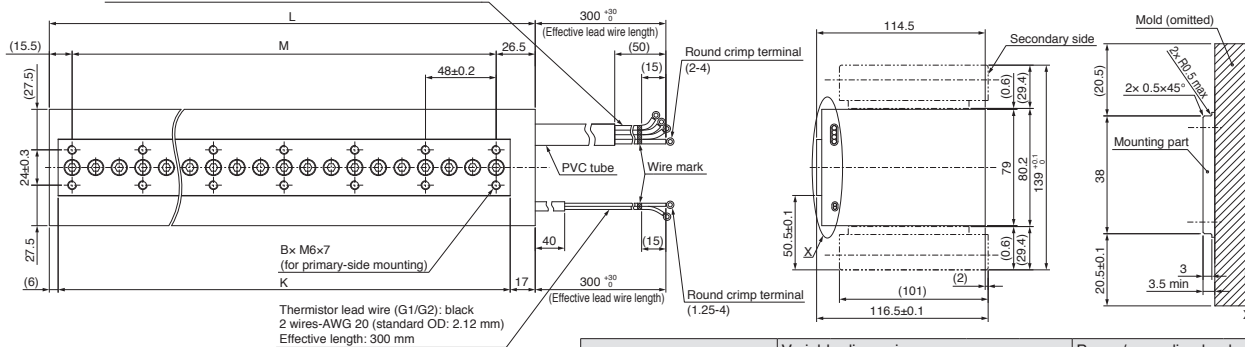 L
300 +30 0
(Effective lead wire length)
(15.5)
M
26.5
(50)
(15)
48±0.2
Round crimp terminal
(2-4)
(27.5)
24±0.3
27.5
PVC tube
Wire mark
B× M6×7
(for primary-side mounting)
40
(15)
(6)
K
17
300 +30 0
(Effective lead wire length)
Round crimp terminal
(1.25-4)
Thermistor lead wire (G1/G2): black
2 wires-AWG 20 (standard OD: 2.12 mm)
Effective length: 300 mm
114.5
Secondary side
(0.6)
(29.4)
79
80.2
139 +0.1 0
50.5±0.1
X
(0.6)
(29.4)
(2)
(101)
116.5±0.1
Mold (omitted)
(20.5)
2× R0.5 max
2× 0.5×45°
Mounting part
38
20.5±0.1
3
3.5 min